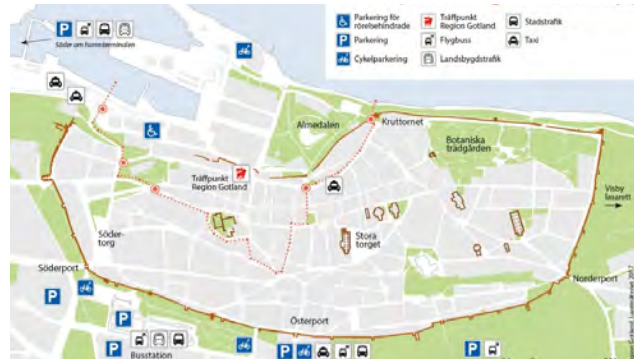 Parkering för
rörelsehindrade
Parkering
Cykelparkering
Träffpunkt
Region Gotland
Flygbuss
Landsbygdstrafik
Stadstrafik
Taxi
P
Söder om hamnterminalen
Almedalen
Kruttornet
Botaniska
trädgården
Visby
lasarett
Träffpunkt
Region Gotland
Söder-
torg
Stora
torget
Söderport
Norderport
Österport
P
P
P
Busstation
P
P